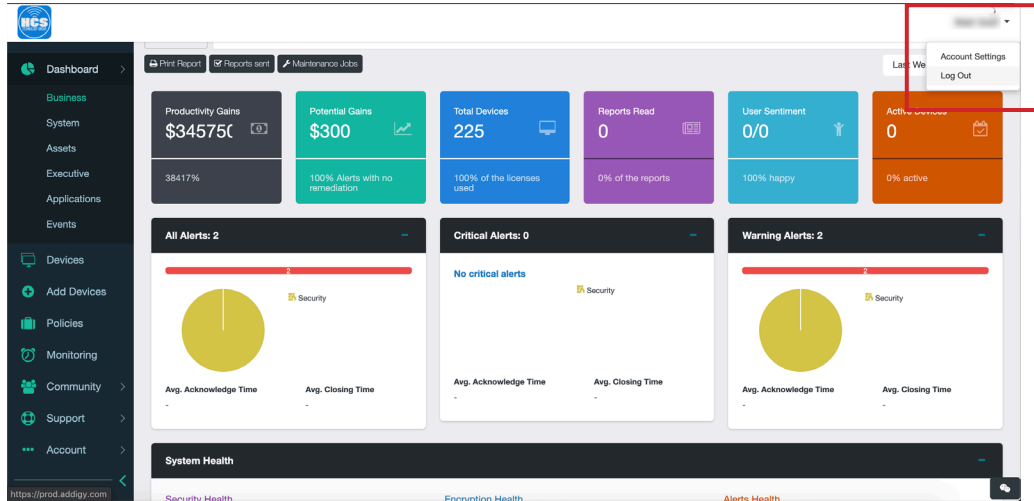 HCS
Account Settings
Log Out
Print Report
Reports sent
Maintenance Jobs
Last We
Dashboard
Business
System
Assets
Executive
Applications
Events
Devices
Add Devices
Policies
Monitoring
Community
Support
Account
https://prod.addigy.com
Productivity Gains
$34575
38417%
Potential Gains
$300
100% Alerts with no
remediation
Total Devices
225
100% of the licenses
used
Reports Read
0
0% of the reports
User Sentiment
0/0
100% happy
Active Devices
0
0% active
All Alerts: 2
2
Security
Avg. Acknowledge Time
-
Avg. Closing Time
-
Critical Alerts: 0
No critical alerts
Security
Avg. Acknowledge Time
-
Avg. Closing Time
-
Warning Alerts: 2
2
Security
Avg. Acknowledge Time
-
Avg. Closing Time
-
System Health
Security Health
Encryption Health
Alerts Health